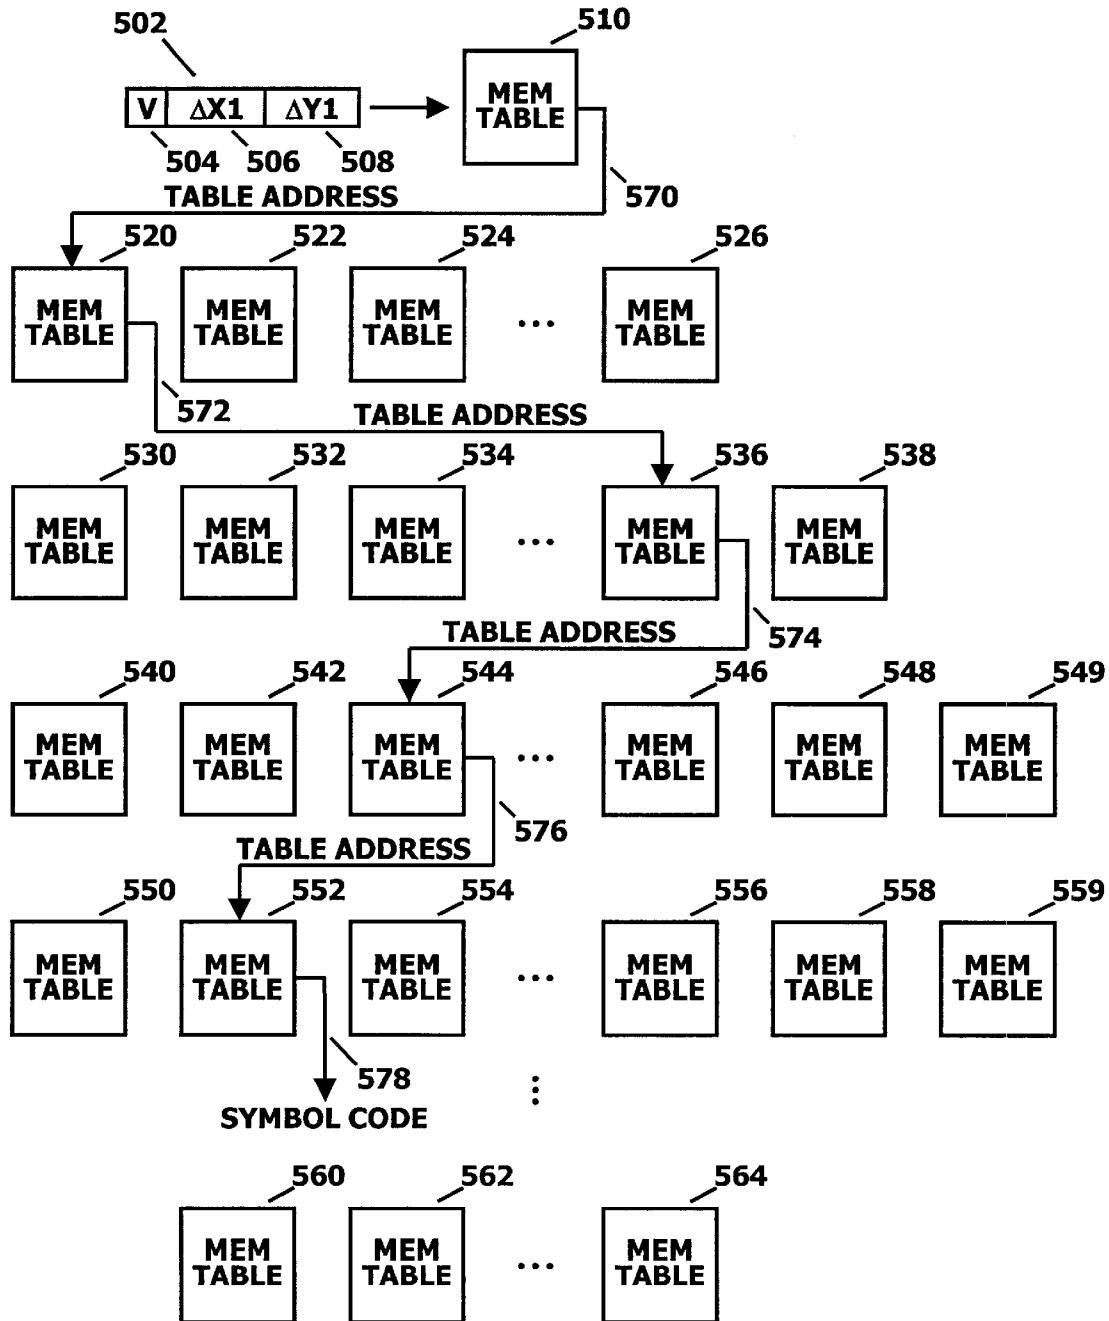 502
510
V ΔX1 ΔY1
MEM
TABLE
504 506 508
570
TABLE ADDRESS
520 522 524 526
MEM
TABLE
MEM
TABLE
MEM
TABLE
...
MEM
TABLE
572
TABLE ADDRESS
530 532 534 536 538
MEM
TABLE
MEM
TABLE
MEM
TABLE
...
MEM
TABLE
MEM
TABLE
574
TABLE ADDRESS
540 542 544 546 548 549
MEM
TABLE
MEM
TABLE
MEM
TABLE
...
MEM
TABLE
MEM
TABLE
MEM
TABLE
576
TABLE ADDRESS
550 552 554 556 558 559
MEM
TABLE
MEM
TABLE
MEM
TABLE
...
MEM
TABLE
MEM
TABLE
MEM
TABLE
578
SYMBOL CODE
560 562 564
MEM
TABLE
MEM
TABLE
...
MEM
TABLE